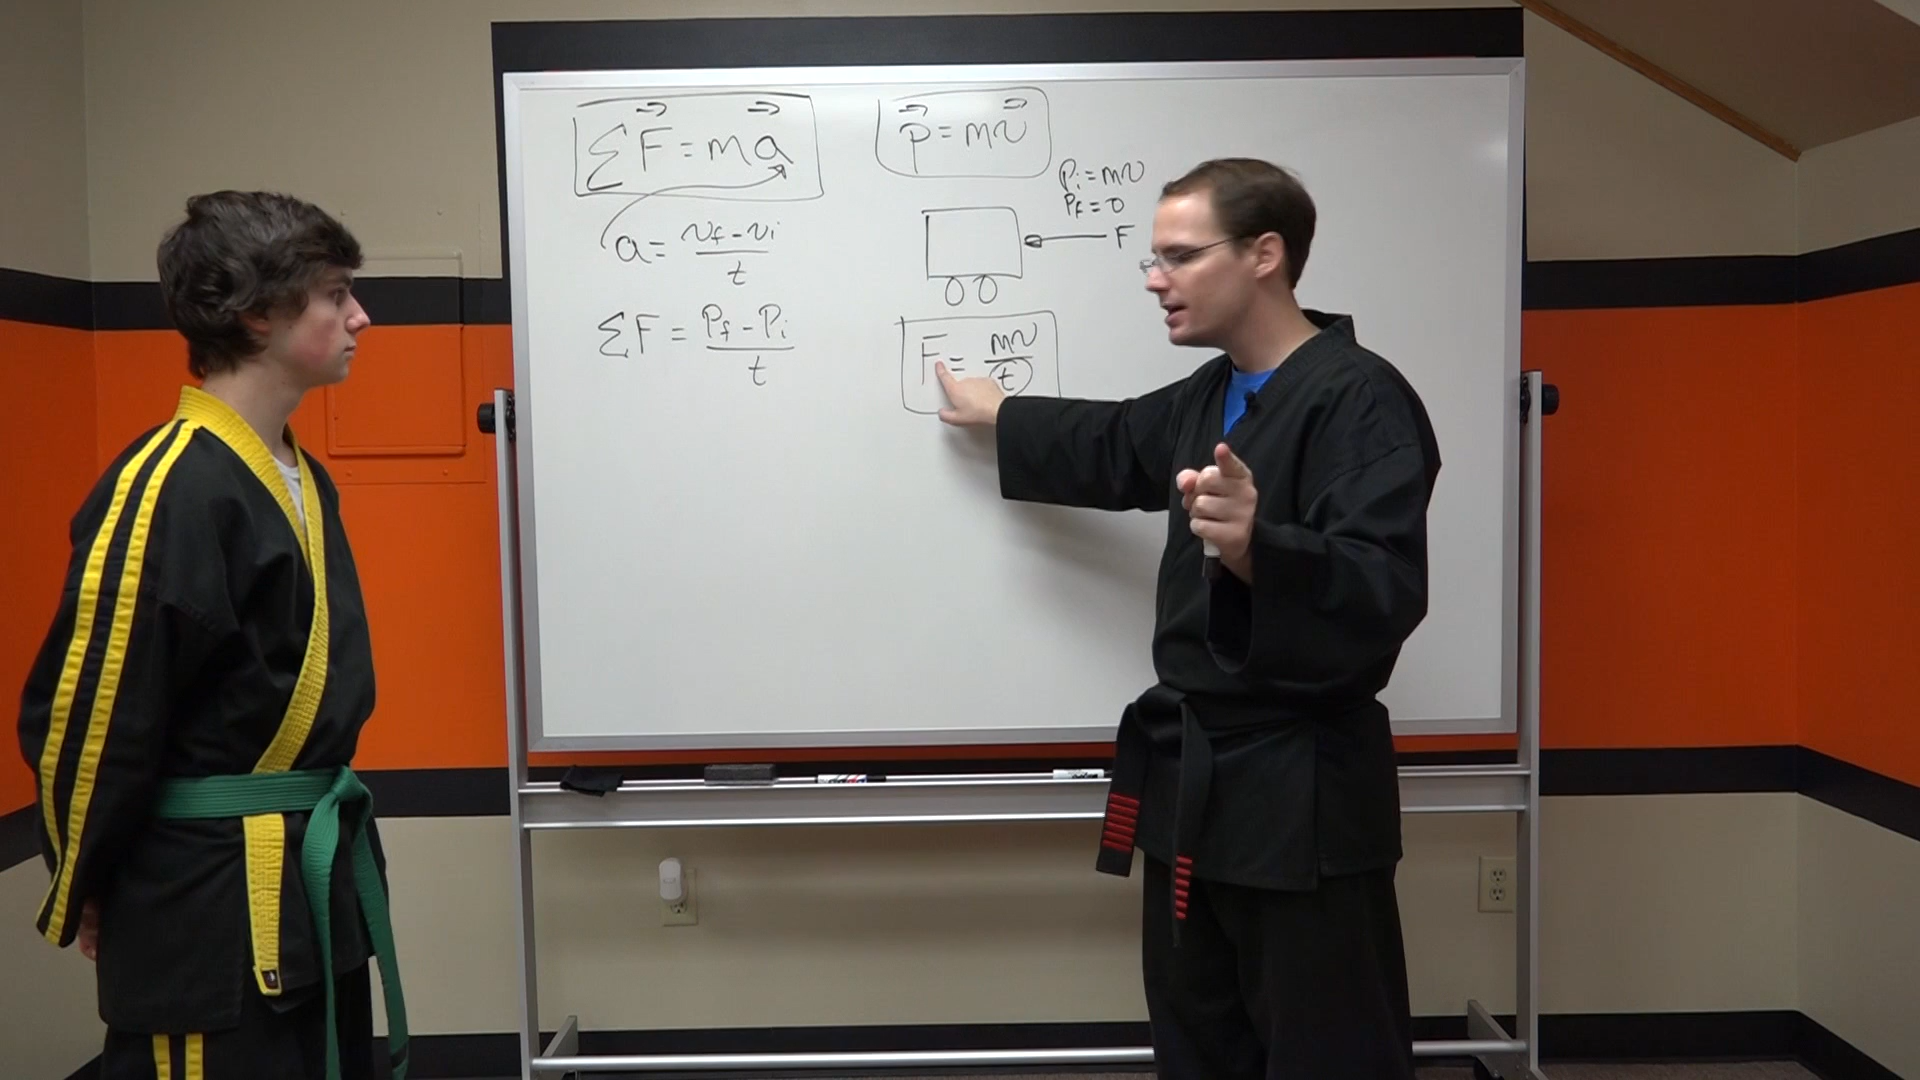 ΣF⃗ = ma⃗
a = vf - vi / t
ΣF = Pf - Pi / t
p⃗ = mv⃗
Pi = mv
Pf = 0
F
F = mv / t